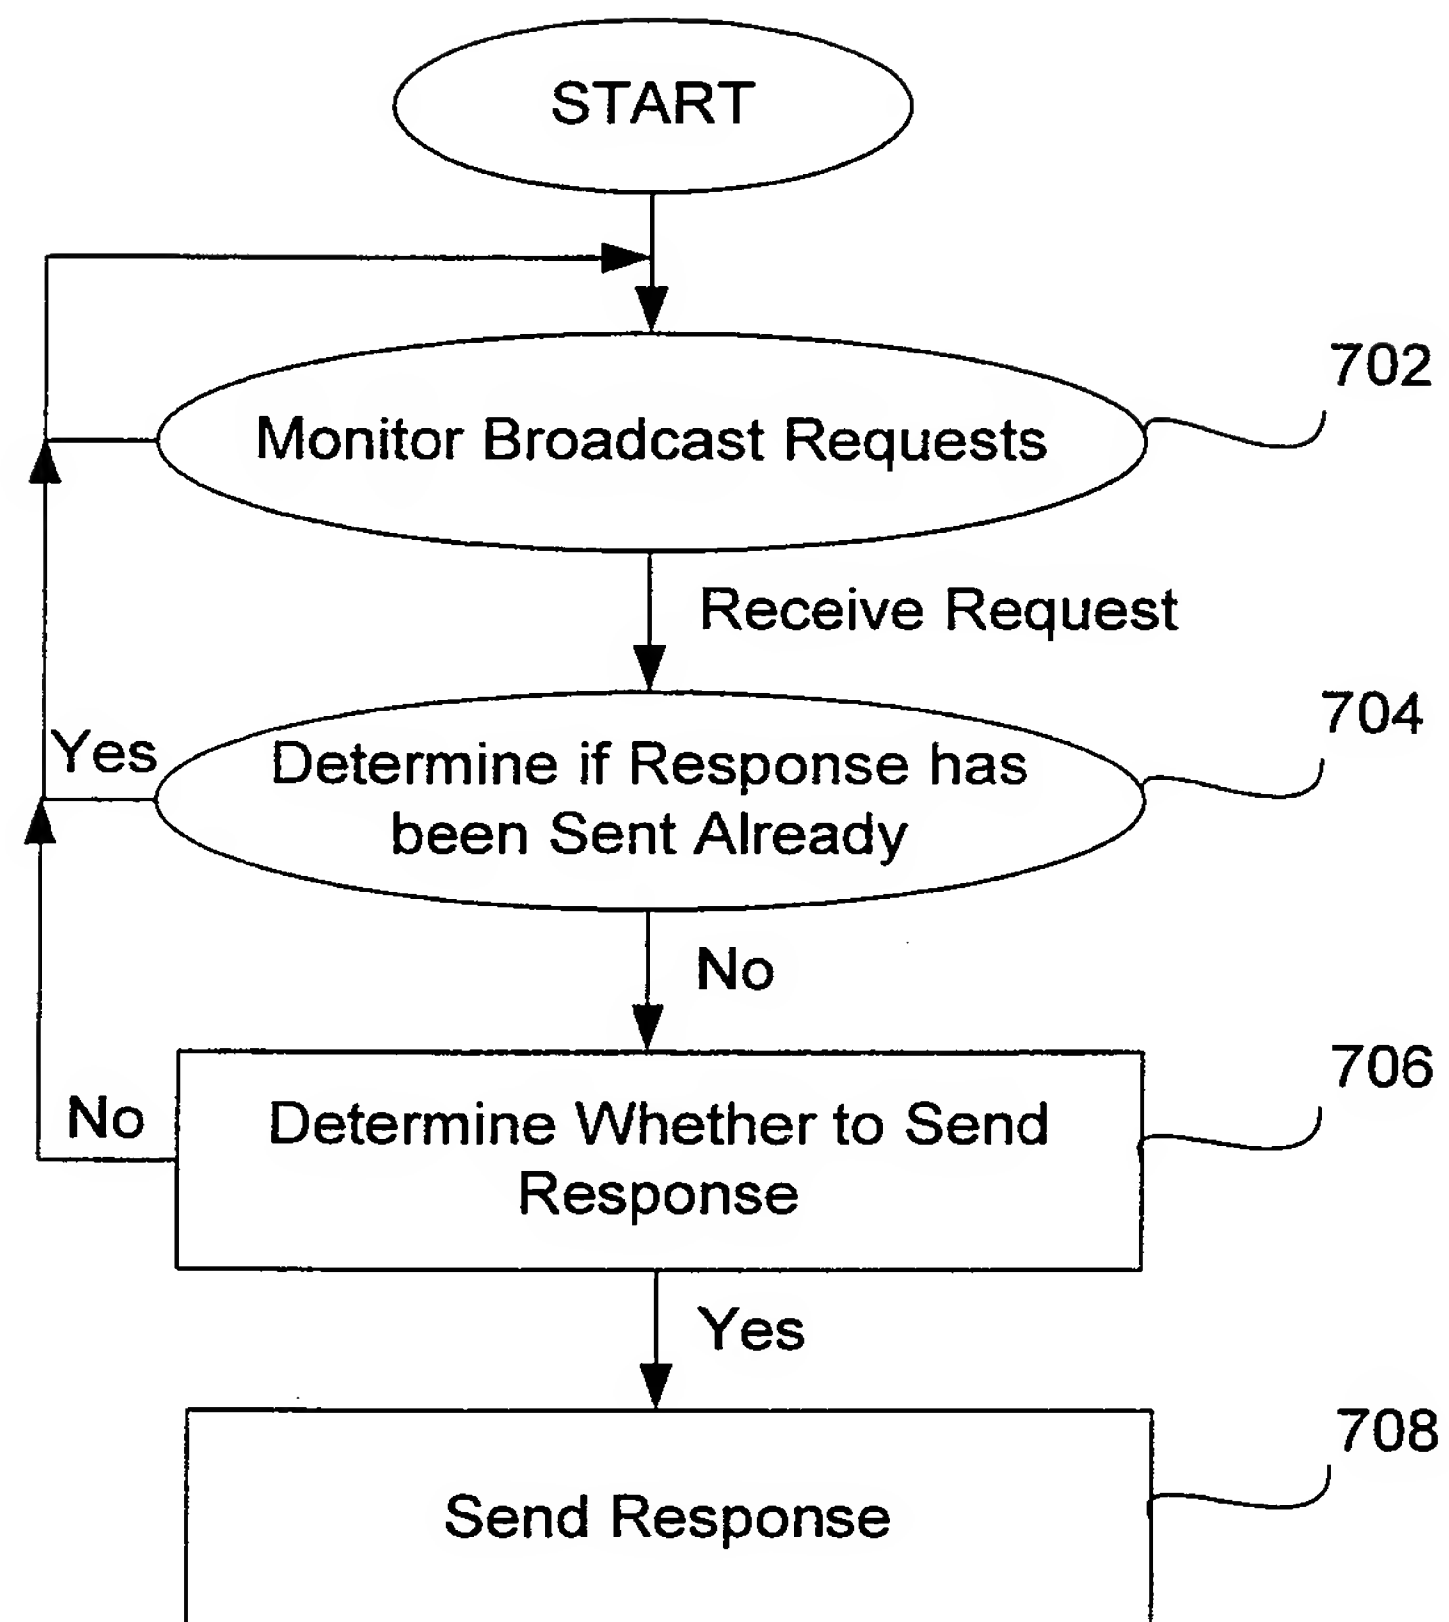 START
702
Monitor Broadcast Requests
Receive Request
704
Yes
Determine if Response has
been Sent Already
No
706
No
Determine Whether to Send
Response
Yes
708
Send Response